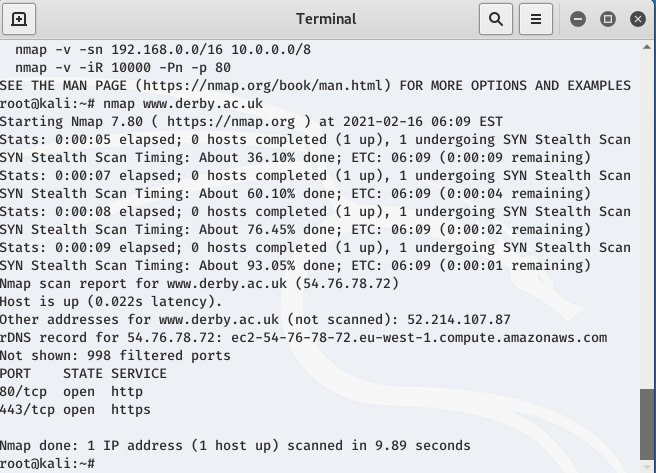 Terminal
nmap -v -sn 192.168.0.0/16 10.0.0.0/8
nmap -v -iR 10000 -Pn -p 80
SEE THE MAN PAGE (https://nmap.org/book/man.html) FOR MORE OPTIONS AND EXAMPLES
root@kali:~# nmap www.derby.ac.uk
Starting Nmap 7.80 ( https://nmap.org ) at 2021-02-16 06:09 EST
Stats: 0:00:05 elapsed; 0 hosts completed (1 up), 1 undergoing SYN Stealth Scan
SYN Stealth Scan Timing: About 36.10% done; ETC: 06:09 (0:00:09 remaining)
Stats: 0:00:07 elapsed; 0 hosts completed (1 up), 1 undergoing SYN Stealth Scan
SYN Stealth Scan Timing: About 60.10% done; ETC: 06:09 (0:00:04 remaining)
Stats: 0:00:08 elapsed; 0 hosts completed (1 up), 1 undergoing SYN Stealth Scan
SYN Stealth Scan Timing: About 76.45% done; ETC: 06:09 (0:00:02 remaining)
Stats: 0:00:09 elapsed; 0 hosts completed (1 up), 1 undergoing SYN Stealth Scan
SYN Stealth Scan Timing: About 93.05% done; ETC: 06:09 (0:00:01 remaining)
Nmap scan report for www.derby.ac.uk (54.76.78.72)
Host is up (0.022s latency).
Other addresses for www.derby.ac.uk (not scanned): 52.214.107.87
rDNS record for 54.76.78.72: ec2-54-76-78-72.eu-west-1.compute.amazonaws.com
Not shown: 998 filtered ports
PORT    STATE SERVICE
80/tcp  open  http
443/tcp open  https
Nmap done: 1 IP address (1 host up) scanned in 9.89 seconds
root@kali:~#